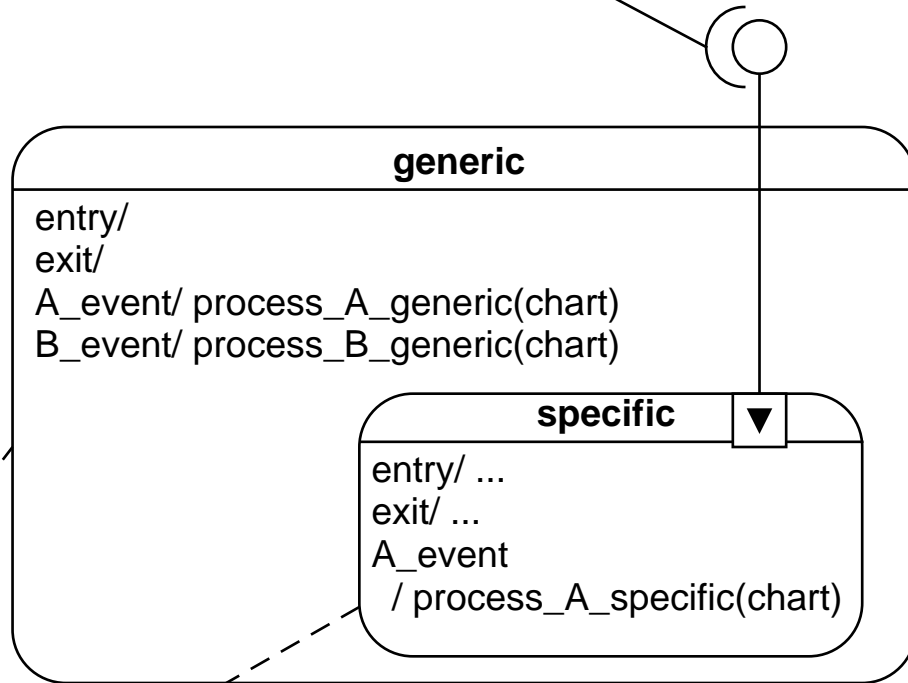 generic
entry/
exit/
A_event/ process_A_generic(chart)
B_event/ process_B_generic(chart)
specific
entry/ ...
exit/ ...
A_event
/ process_A_specific(chart)